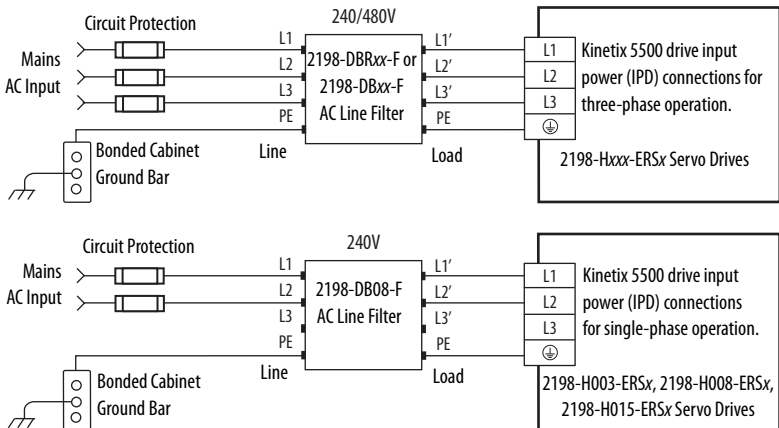 240/480V
Circuit Protection
Mains
AC Input
L1
L2
L3
PE
2198-DBRxx-F or
2198-DBxx-F
AC Line Filter
L1’
L2’
L3’
PE
Line
Load
Bonded Cabinet
Ground Bar
L1
L2
L3
Kinetix 5500 drive input
power (IPD) connections for
three-phase operation.
2198-Hxxx-ERSx Servo Drives
240V
Circuit Protection
Mains
AC Input
L1
L2
L3
PE
2198-DB08-F
AC Line Filter
L1’
L2’
L3’
PE
Line
Load
Bonded Cabinet
Ground Bar
L1
L2
L3
Kinetix 5500 drive input
power (IPD) connections
for single-phase operation.
2198-H003-ERSx, 2198-H008-ERSx,
2198-H015-ERSx Servo Drives